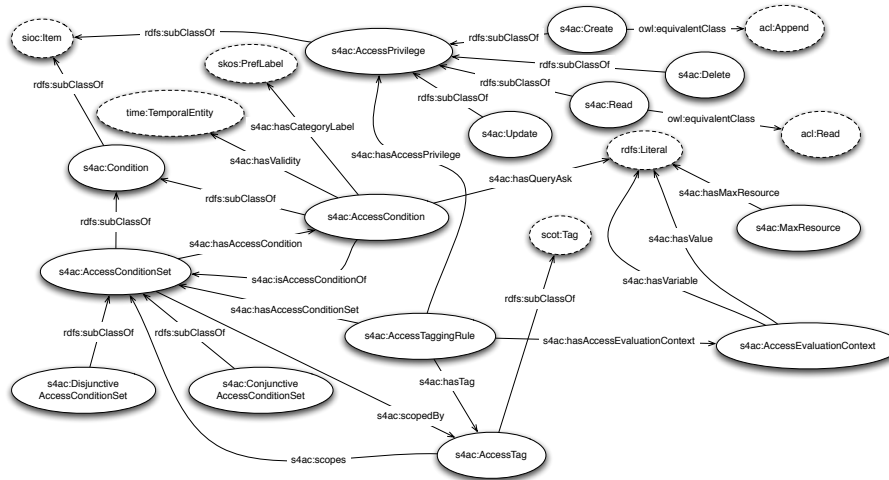 s4ac:Create
owl:equivalentClass
acl:Append
sioc:Item
rdfs:subClassOf
rdfs:subClassOf
s4ac:AccessPrivilege
skos:PrefLabel
rdfs:subClassOf
s4ac:Delete
rdfs:subClassOf
rdfs:subClassOf
rdfs:subClassOf
s4ac:Read
time:TemporalEntity
owl:equivalentClass
s4ac:hasCategoryLabel
s4ac:Update
acl:Read
s4ac:hasValidity
s4ac:hasAccessPrivilege
rdfs:Literal
s4ac:Condition
s4ac:hasQueryAsk
rdfs:subClassOf
s4ac:hasMaxResource
s4ac:AccessCondition
rdfs:subClassOf
s4ac:MaxResource
scot:Tag
s4ac:hasValue
s4ac:hasAccessCondition
s4ac:AccessConditionSet
s4ac:isAccessConditionOf
s4ac:hasVariable
rdfs:subClassOf
s4ac:hasAccessConditionSet
rdfs:subClassOf
rdfs:subClassOf
s4ac:AccessTaggingRule
s4ac:hasAccessEvaluationContext
s4ac:AccessEvaluationContext
s4ac:Disjunctive
AccessConditionSet
s4ac:Conjunctive
AccessConditionSet
s4ac:hasTag
s4ac:scopedBy
s4ac:scopes
s4ac:AccessTag